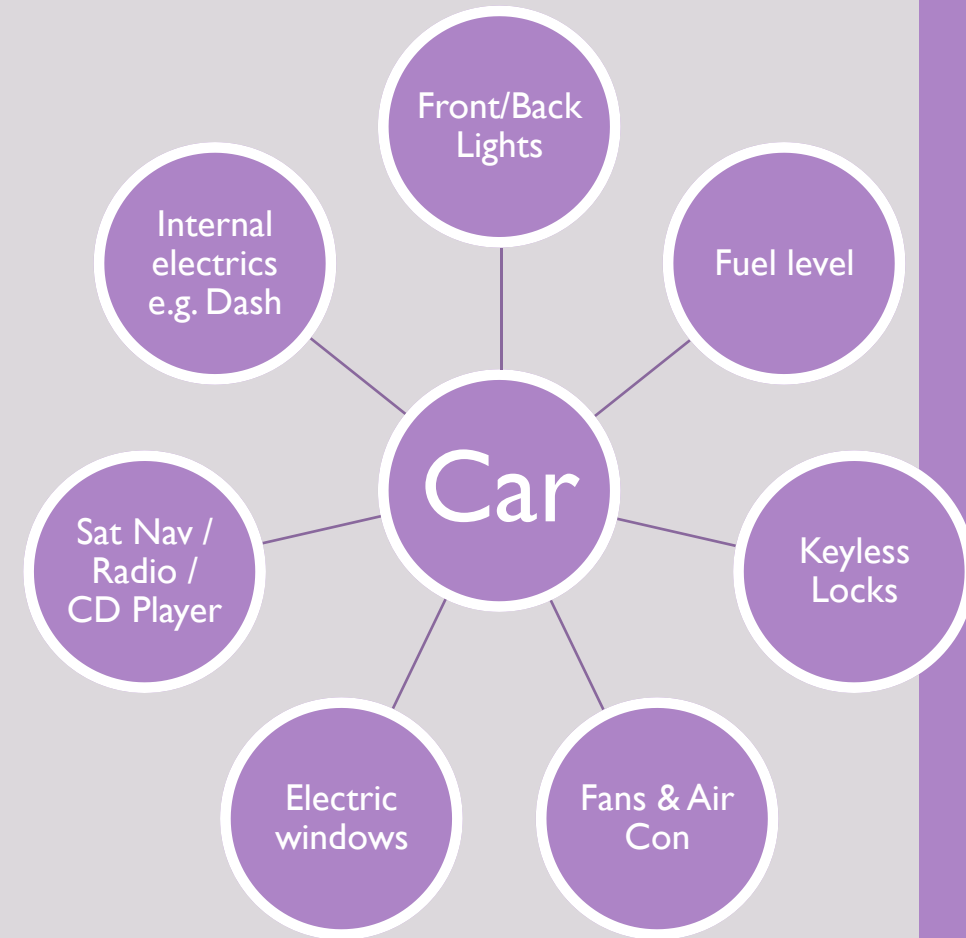 Front/Back
Lights
Internal
electrics
e.g. Dash
Fuel level
Car
Sat Nav /
Radio /
CD Player
Keyless
Locks
Electric
windows
Fans & Air
Con